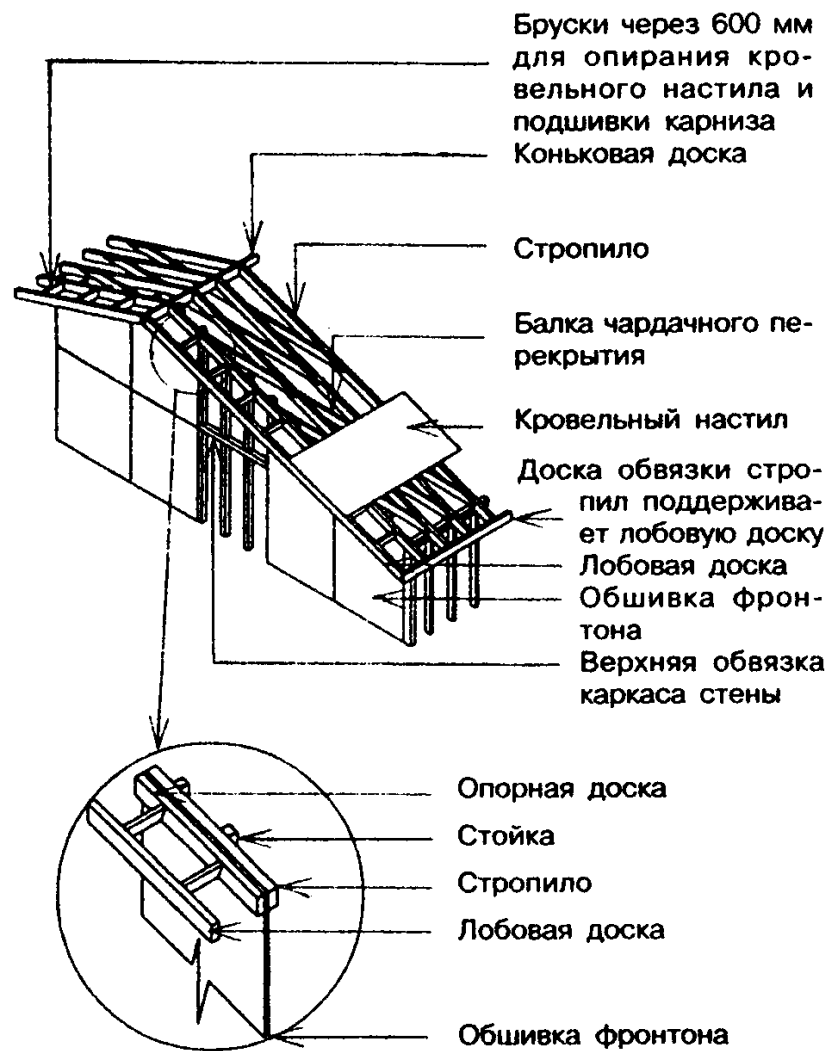 Бруски через 600 мм
для опирания кро-
вельного настила и
подшивки карниза
Коньковая доска
Стропило
Балка чардачного пе-
рекрытия
Кровельный настил
Доска обвязки стро-
пил поддержива-
ет лобовую доску
Лобовая доска
Обшивка фрон-
тона
Верхняя обвязка
каркаса стены
Опорная доска
Стойка
Стропило
Лобовая доска
Обшивка фронтона